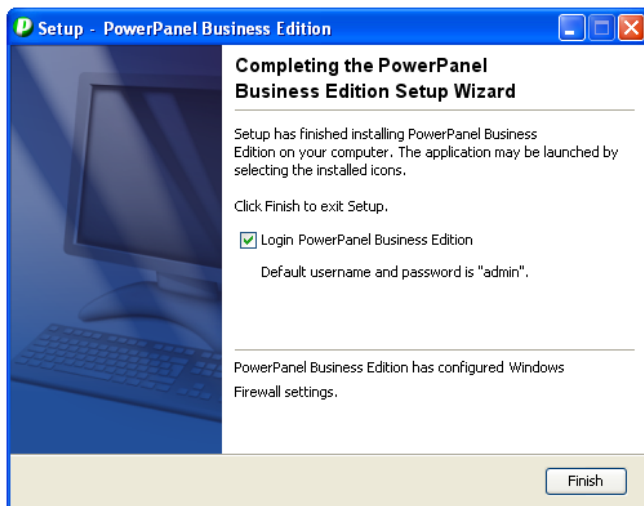 Setup - PowerPanel Business Edition
Completing the PowerPanel
Business Edition Setup Wizard
Setup has finished installing PowerPanel Business
Edition on your computer. The application may be launched by
selecting the installed icons.
Click Finish to exit Setup.
Login PowerPanel Business Edition
Default username and password is "admin".
PowerPanel Business Edition has configured Windows
Firewall settings.
Finish